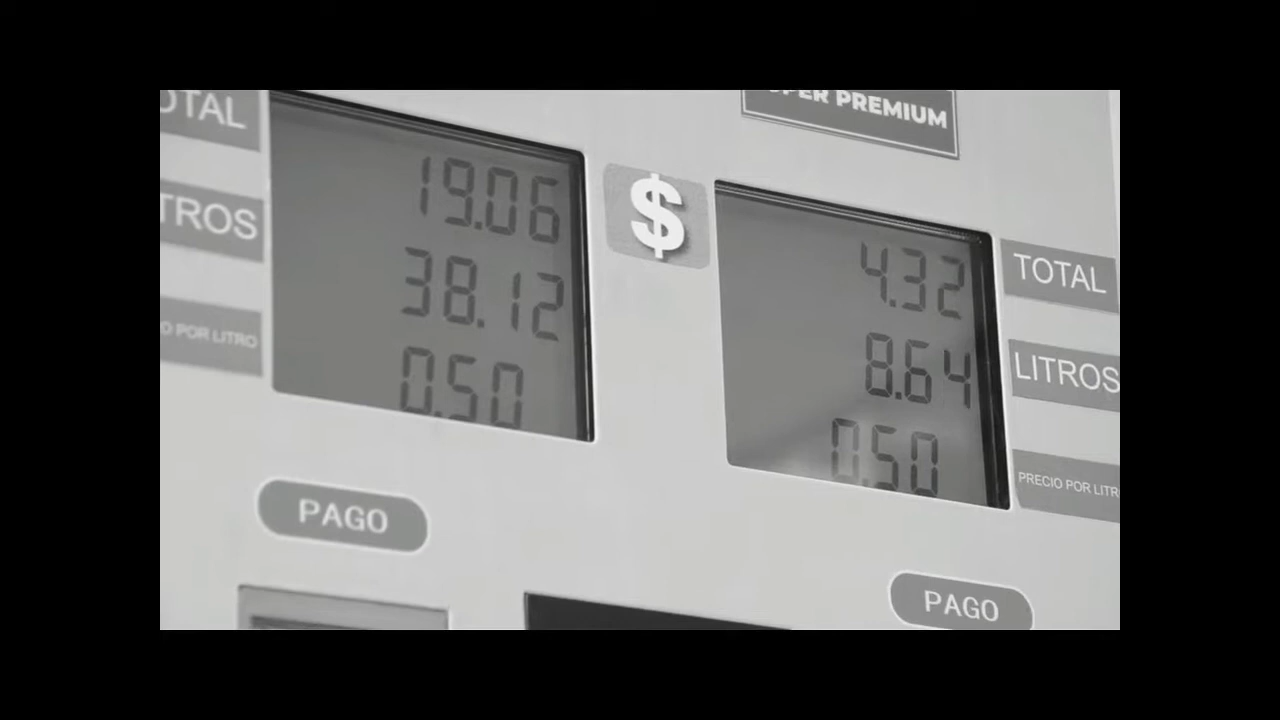 OTAL
19.06
TROS
38.12
O POR LITRO
0.50
PAGO
$
PER PREMIUM
4.32
TOTAL
8.64
LITROS
0.50
PRECIO POR LITR
PAGO